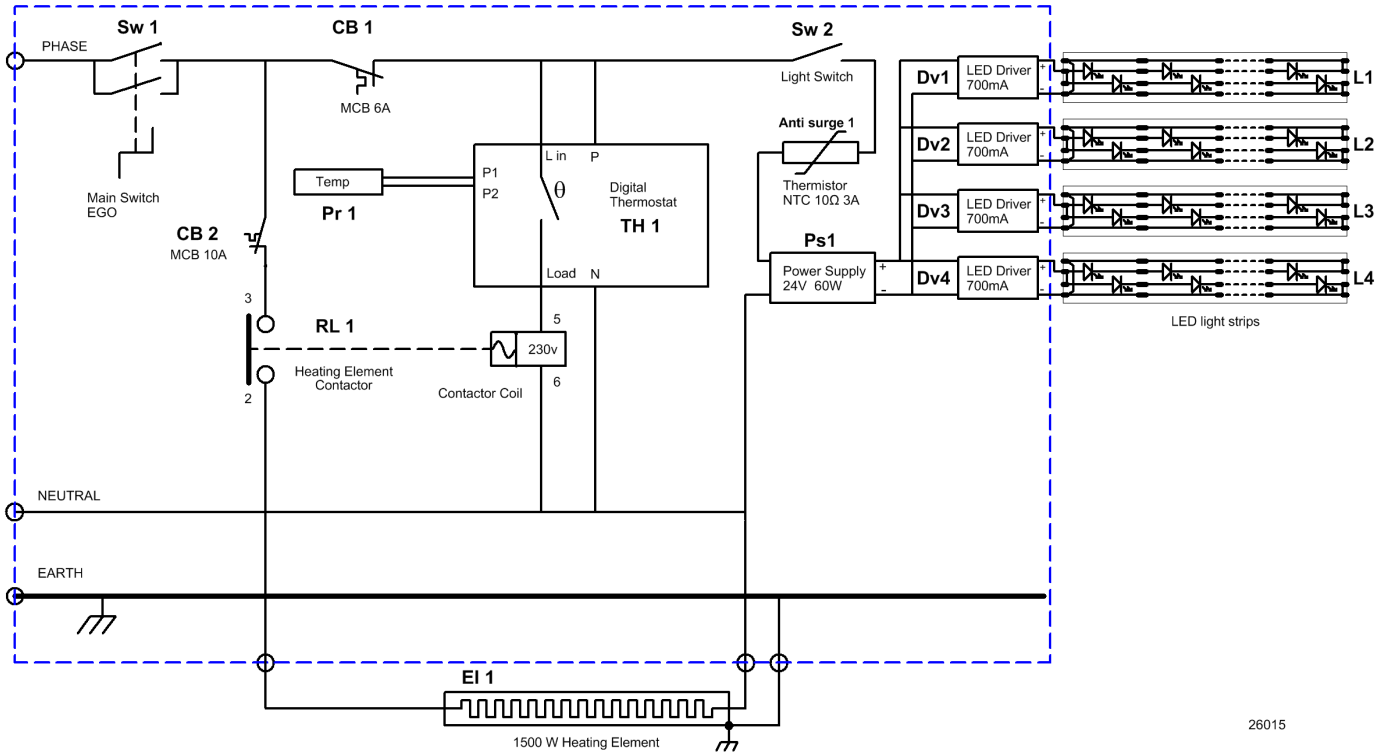 Sw 1
CB 1
Sw 2
PHASE
MCB 6A
Light Switch
Main Switch
EGO
Anti surge 1
Thermistor
NTC 10Ω 3A
Dv1
LED Driver
700mA
+
-
L1
Dv2
LED Driver
700mA
+
-
L2
Dv3
LED Driver
700mA
+
-
L3
Dv4
LED Driver
700mA
+
-
L4
LED light strips
Temp
Pr 1
P1
P2
L in
P
θ
Digital
Thermostat
TH 1
Load
N
CB 2
MCB 10A
Ps1
Power Supply
24V 60W
+
-
3
2
RL 1
Heating Element
Contactor
5
230v
6
Contactor Coil
NEUTRAL
EARTH
El 1
1500 W Heating Element
26015